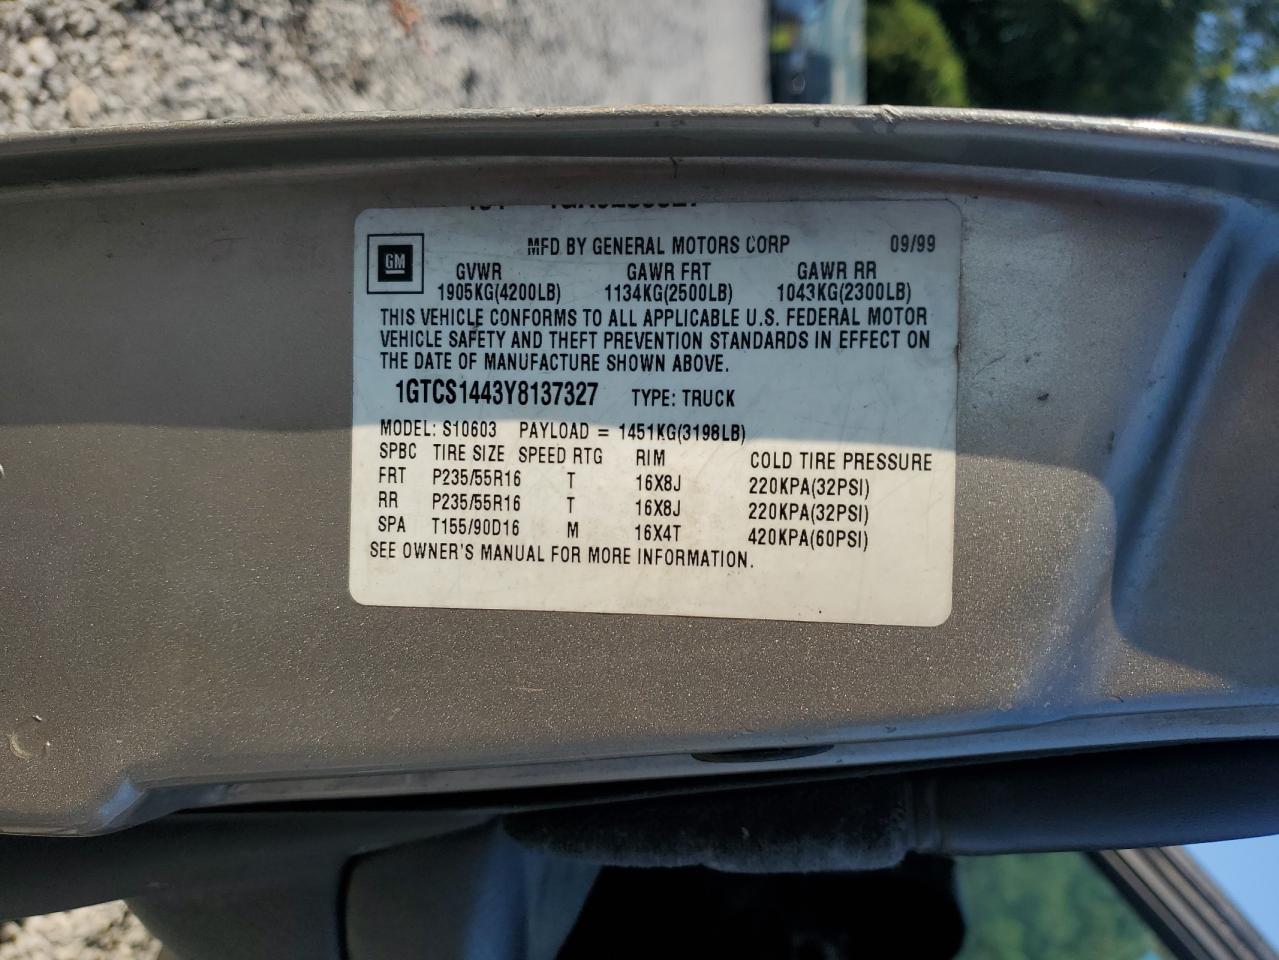 MFD BY GENERAL MOTORS CORP 09/99
GM
GVWR GAWR FRT GAWR RR
1905KG(4200LB) 1134KG(2500LB) 1043KG(2300LB)
THIS VEHICLE CONFORMS TO ALL APPLICABLE U.S. FEDERAL MOTOR
VEHICLE SAFETY AND THEFT PREVENTION STANDARDS IN EFFECT ON
THE DATE OF MANUFACTURE SHOWN ABOVE.
1GTCS1443Y8137327 TYPE: TRUCK
MODEL: S10603 PAYLOAD = 1451KG(3198LB)
SPBC TIRE SIZE SPEED RTG RIM COLD TIRE PRESSURE
FRT P235/55R16 T 16X8J 220KPA(32PSI)
RR P235/55R16 T 16X8J 220KPA(32PSI)
SPA T155/90D16 M 16X4T 420KPA(60PSI)
SEE OWNER'S MANUAL FOR MORE INFORMATION.